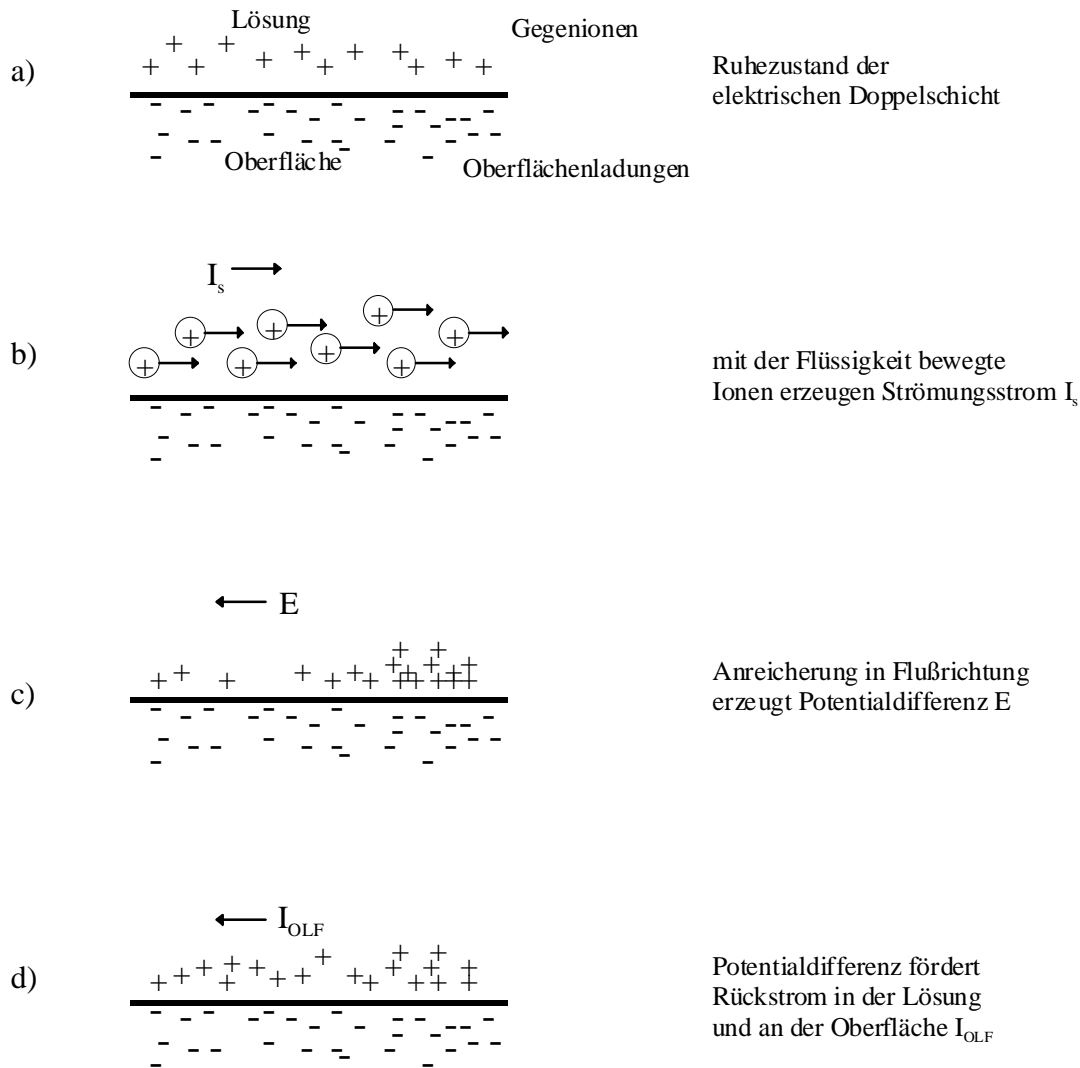 Lösung
Gegenionen
a)
Ruhezustand der
elektrischen Doppelschicht
Oberfläche
Oberflächenladungen
I_s
b)
mit der Flüssigkeit bewegte
Ionen erzeugen Strömungsstrom I_s
E
c)
Anreicherung in Flußrichtung
erzeugt Potentialdifferenz E
I_OLF
d)
Potentialdifferenz fördert
Rückstrom in der Lösung
und an der Oberfläche I_OLF